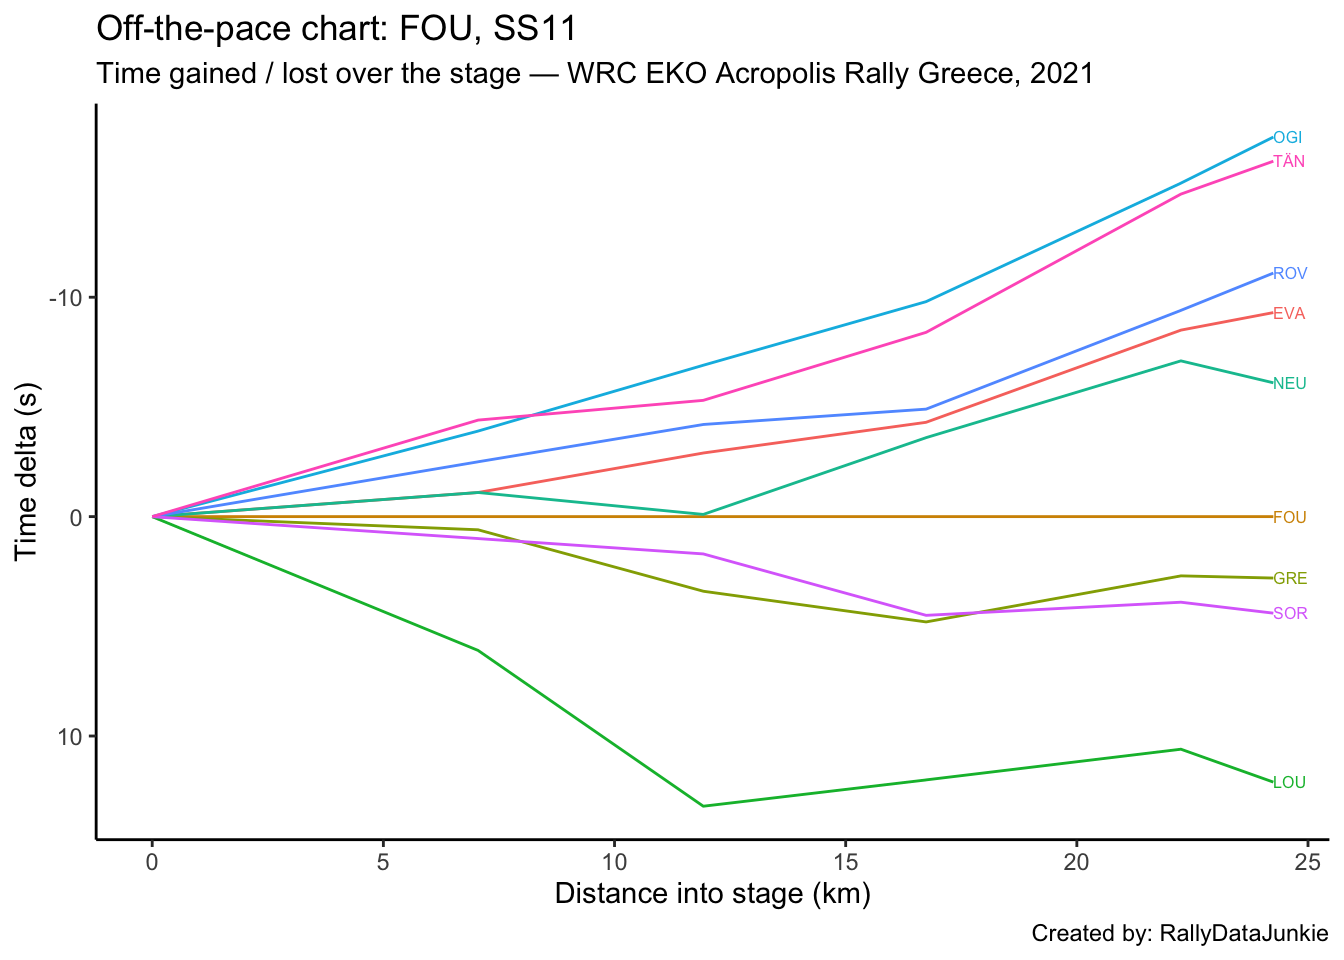 Off-the-pace chart: FOU, SS11
Time gained / lost over the stage — WRC EKO Acropolis Rally Greece, 2021
OGI
TÄN
ROV
EVA
NEU
FOU
GRE
SOR
LOU
-10
0
10
Time delta (s)
0 5 10 15 20 25
Distance into stage (km)
Created by: RallyDataJunkie